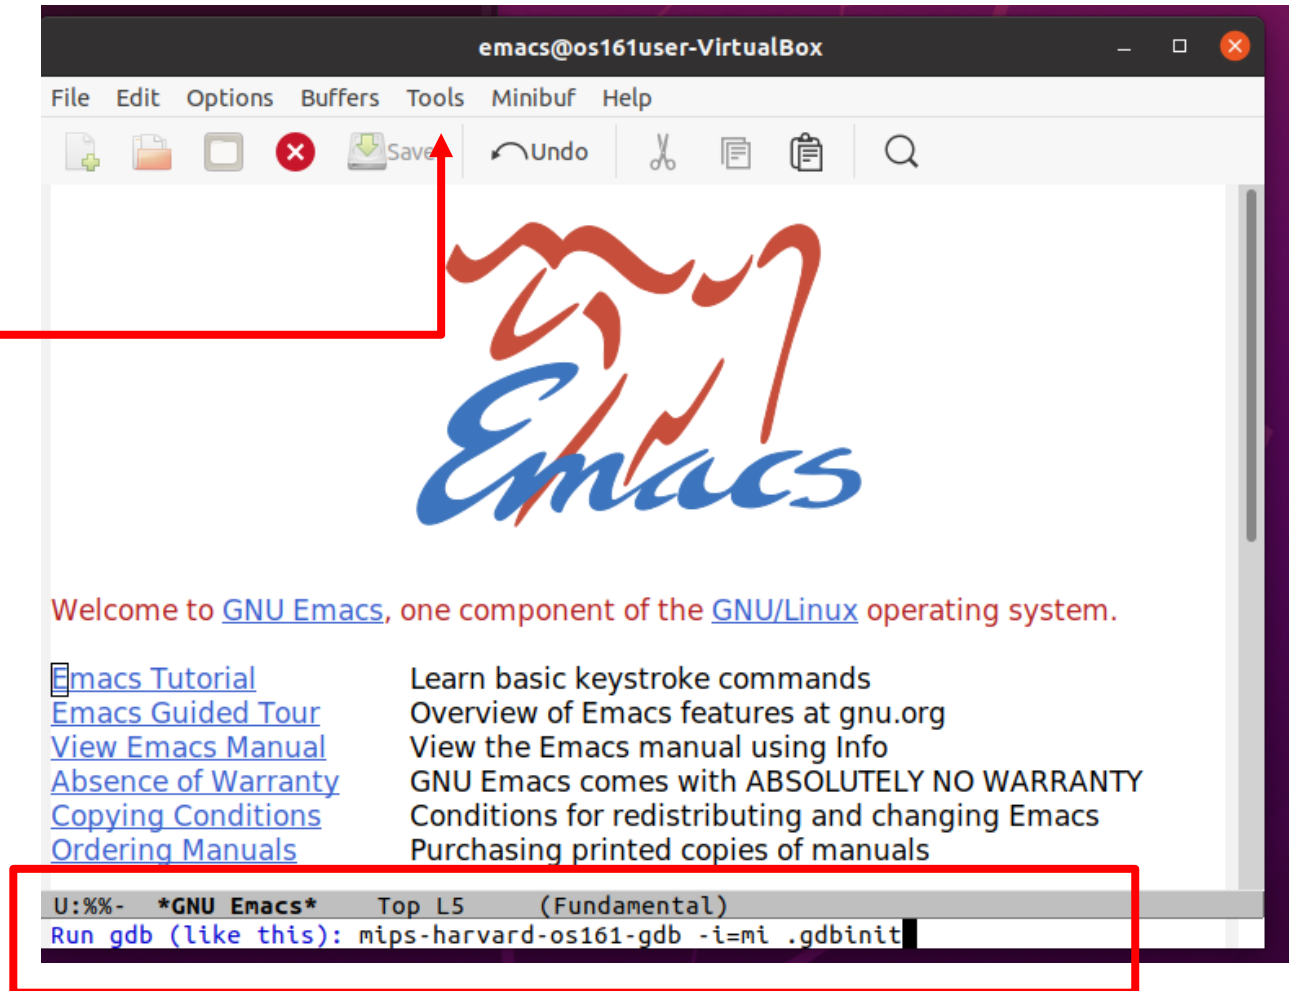 emacs@os161user-VirtualBox
File Edit Options Buffers Tools Minibuf Help
Save Undo
Emacs
Welcome to GNU Emacs, one component of the GNU/Linux operating system.
Emacs Tutorial Learn basic keystroke commands
Emacs Guided Tour Overview of Emacs features at gnu.org
View Emacs Manual View the Emacs manual using Info
Absence of Warranty GNU Emacs comes with ABSOLUTELY NO WARRANTY
Copying Conditions Conditions for redistributing and changing Emacs
Ordering Manuals Purchasing printed copies of manuals
U:%%- *GNU Emacs* Top L5 (Fundamental)
Run gdb (like this): mips-harvard-os161-gdb -i=mi .gdbinit